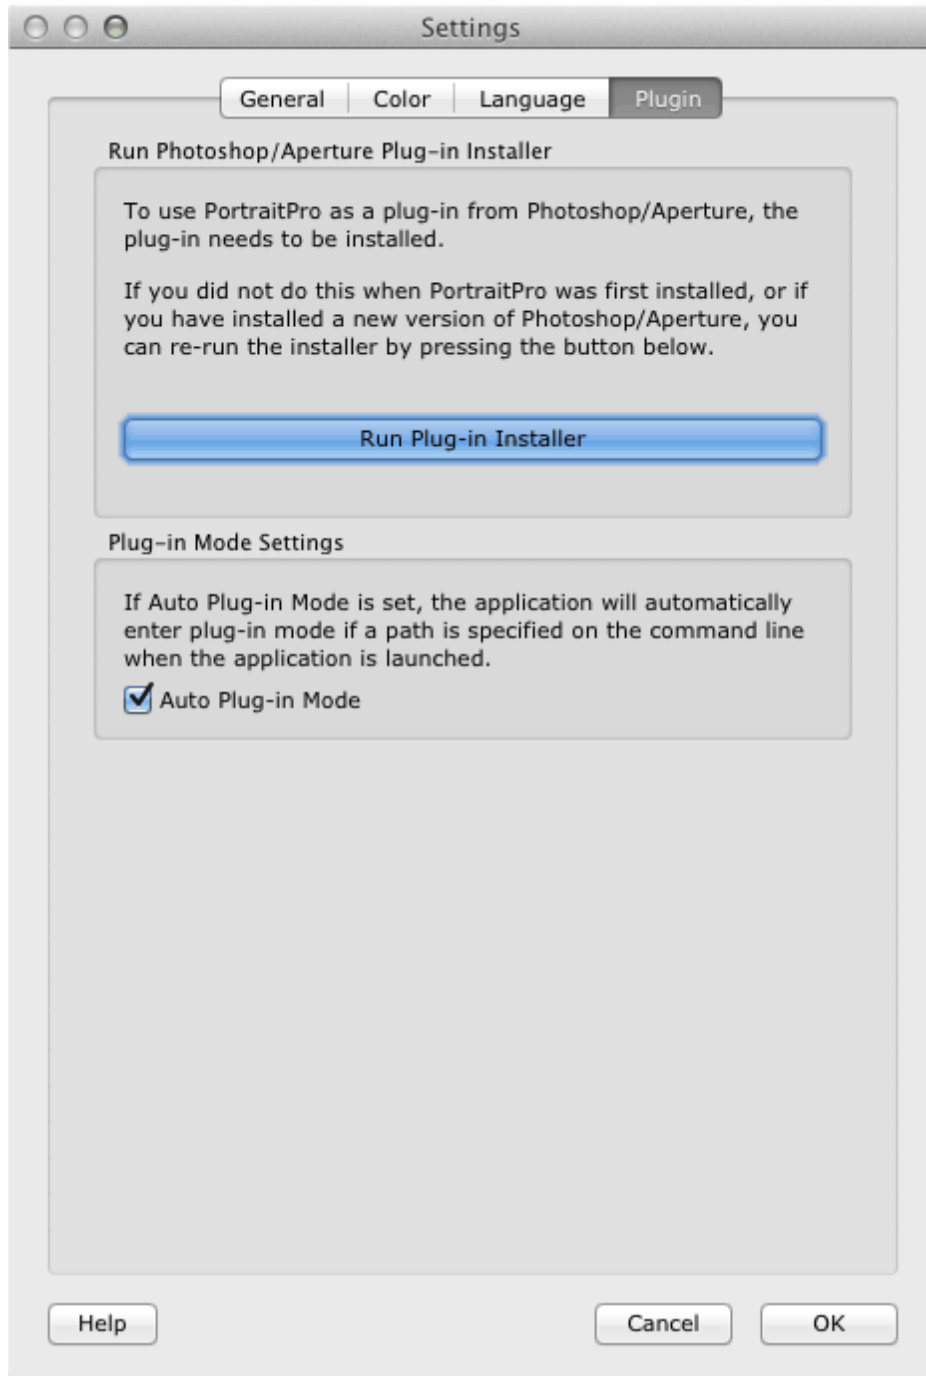 Settings
General Color Language Plugin
Run Photoshop/Aperture Plug-in Installer
To use PortraitPro as a plug-in from Photoshop/Aperture, the
plug-in needs to be installed.
If you did not do this when PortraitPro was first installed, or if
you have installed a new version of Photoshop/Aperture, you
can re-run the installer by pressing the button below.
Run Plug-in Installer
Plug-in Mode Settings
If Auto Plug-in Mode is set, the application will automatically
enter plug-in mode if a path is specified on the command line
when the application is launched.
Auto Plug-in Mode
Help Cancel OK